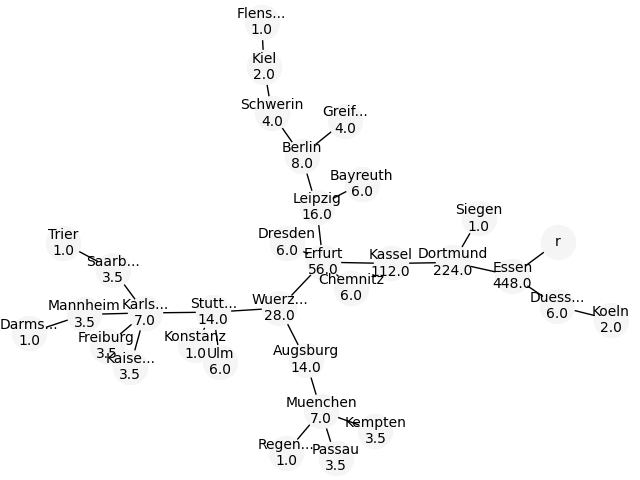 Flens...
1.0
Kiel
2.0
Schwerin
4.0
Greif...
4.0
Berlin
8.0
Bayreuth
6.0
Leipzig
16.0
Siegen
1.0
Trier
1.0
Dresden
6.0
r
Erfurt
56.0
Kassel
112.0
Dortmund
224.0
Saarb...
3.5
Essen
448.0
Chemnitz
6.0
Wuerz...
28.0
Duess...
6.0
Mannheim
3.5
Karls...
7.0
Stutt...
14.0
Koeln
2.0
Darms...
1.0
Freiburg
3.5
Konstanz
1.0
Kaise...
3.5
Ulm
6.0
Augsburg
14.0
Muenchen
7.0
Kempten
3.5
Regen...
1.0
Passau
3.5